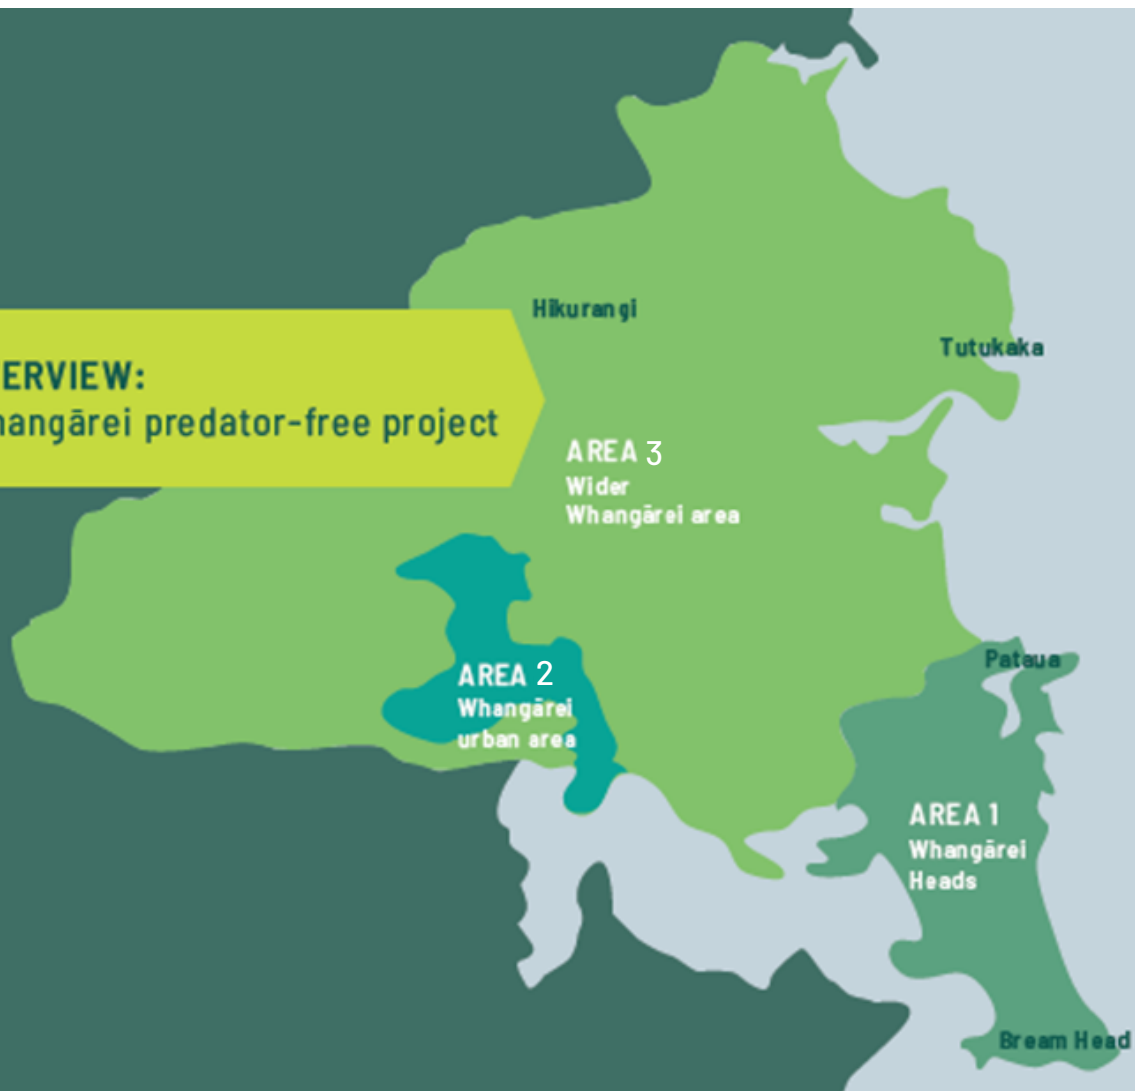 Hikurangi
Tutukaka
ERVIEW:
hangārei predator-free project
AREA 3
Wider
Whangārei area
Pataua
AREA 2
Whangārei
urban area
AREA 1
Whangārei
Heads
Bream Head